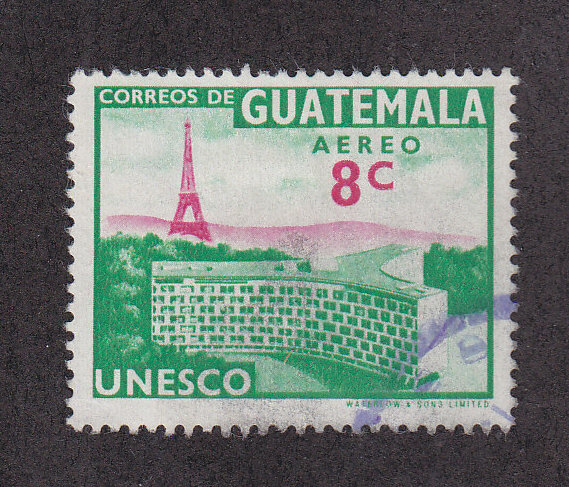 CORREOS DE GUATEMALA
AEREO
8C
UNESCO
WATERLOW & SONS LIMITED.